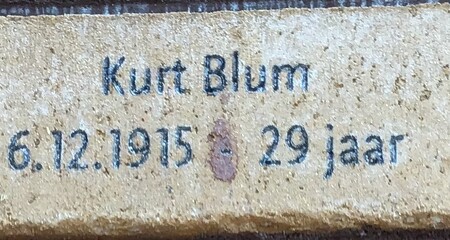 Kurt Blum
6.12.1915 - 29 jaar